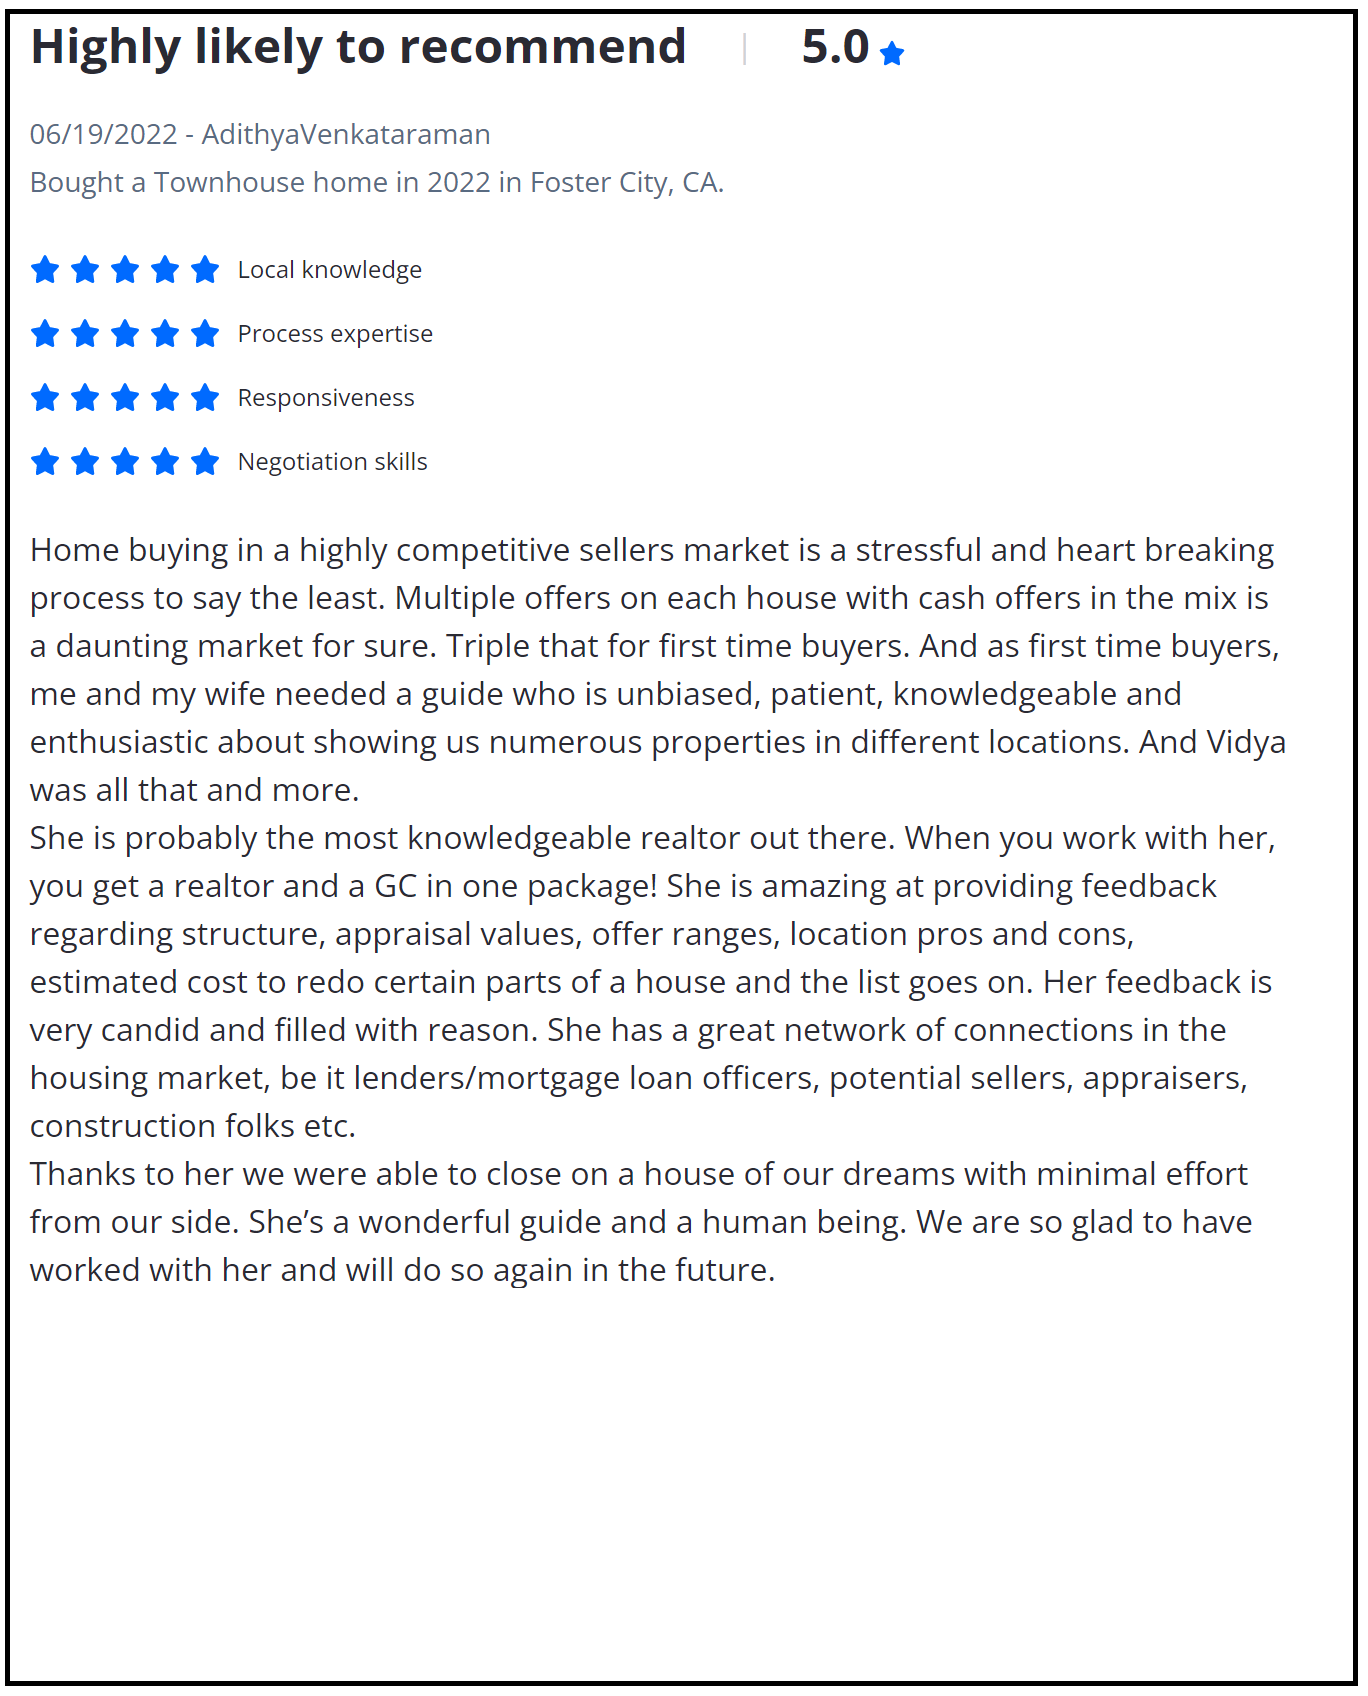 Highly likely to recommend | 5.0
06/19/2022 - AdithyaVenkataraman
Bought a Townhouse home in 2022 in Foster City, CA.
Local knowledge
Process expertise
Responsiveness
Negotiation skills
Home buying in a highly competitive sellers market is a stressful and heart breaking
process to say the least. Multiple offers on each house with cash offers in the mix is
a daunting market for sure. Triple that for first time buyers. And as first time buyers,
me and my wife needed a guide who is unbiased, patient, knowledgeable and
enthusiastic about showing us numerous properties in different locations. And Vidya
was all that and more.
She is probably the most knowledgeable realtor out there. When you work with her,
you get a realtor and a GC in one package! She is amazing at providing feedback
regarding structure, appraisal values, offer ranges, location pros and cons,
estimated cost to redo certain parts of a house and the list goes on. Her feedback is
very candid and filled with reason. She has a great network of connections in the
housing market, be it lenders/mortgage loan officers, potential sellers, appraisers,
construction folks etc.
Thanks to her we were able to close on a house of our dreams with minimal effort
from our side. She’s a wonderful guide and a human being. We are so glad to have
worked with her and will do so again in the future.